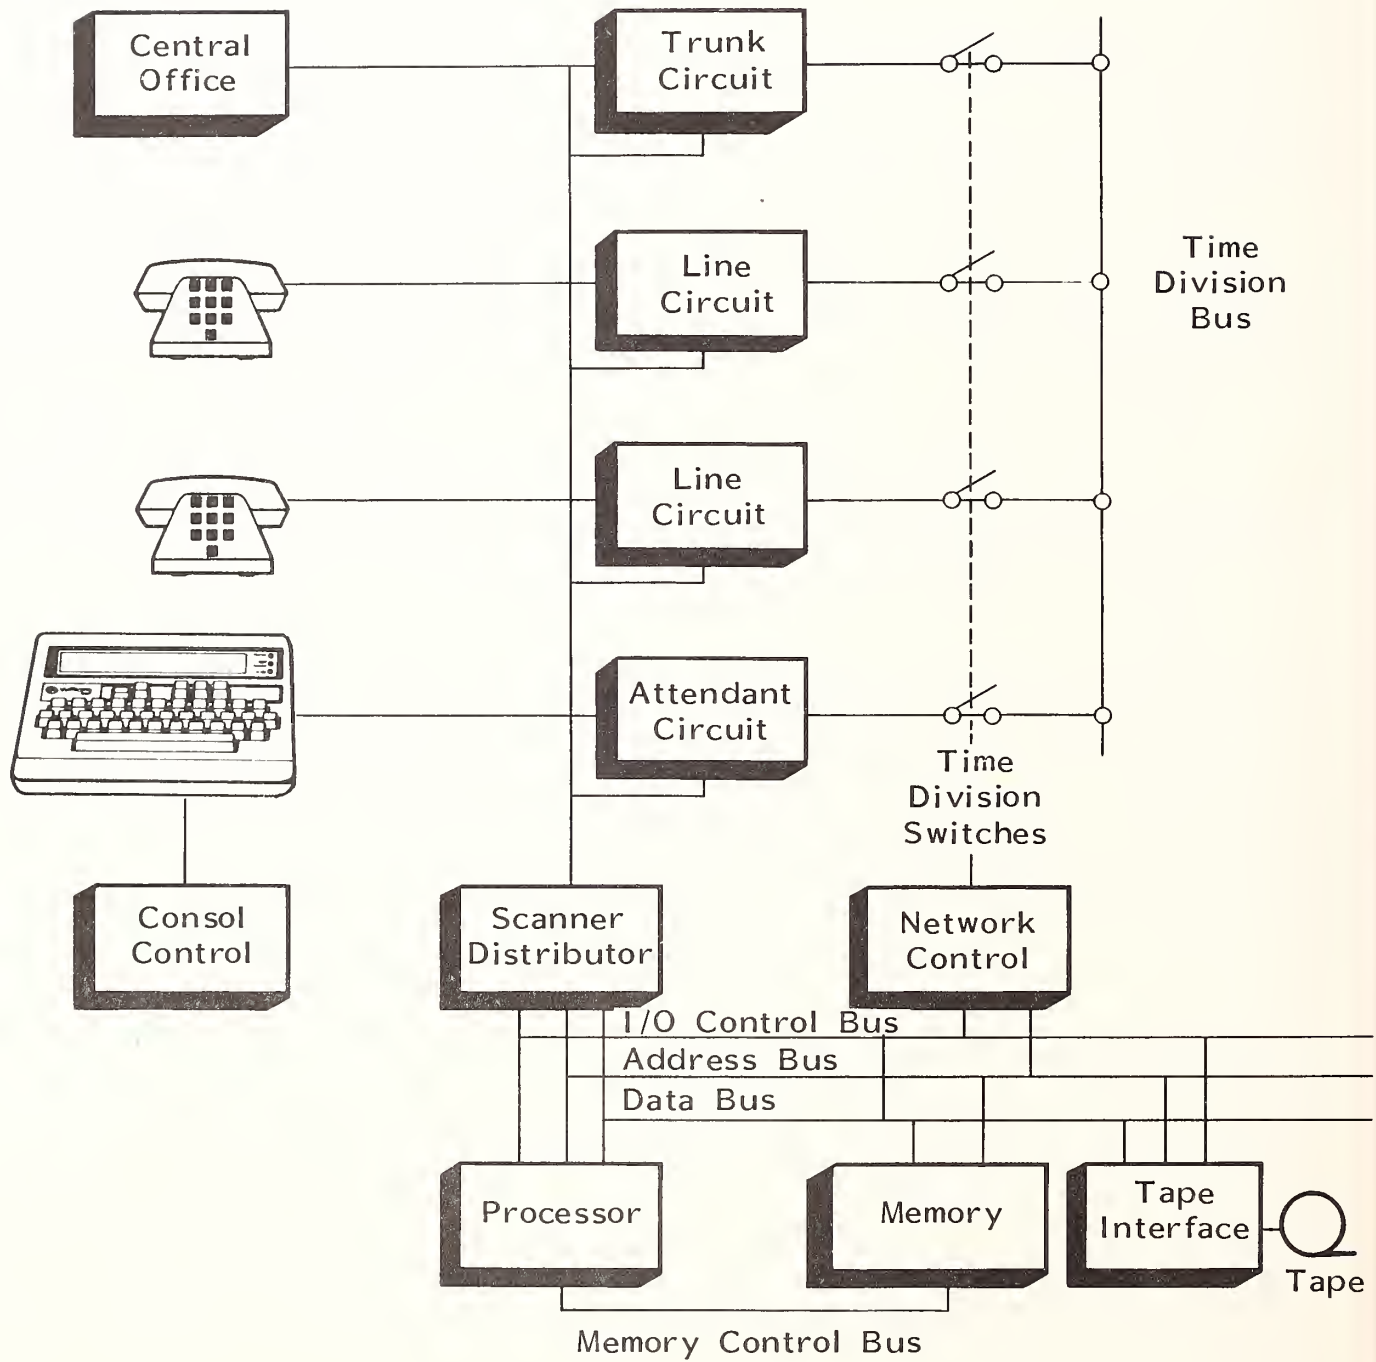 Central
Office
Trunk
Circuit
Line
Circuit
Time
Division
Bus
Line
Circuit
Attendant
Circuit
Time
Division
Switches
Consol
Control
Scanner
Distributor
Network
Control
I/O Control Bus
Address Bus
Data Bus
Processor
Memory
Tape
Interface
Tape
Memory Control Bus